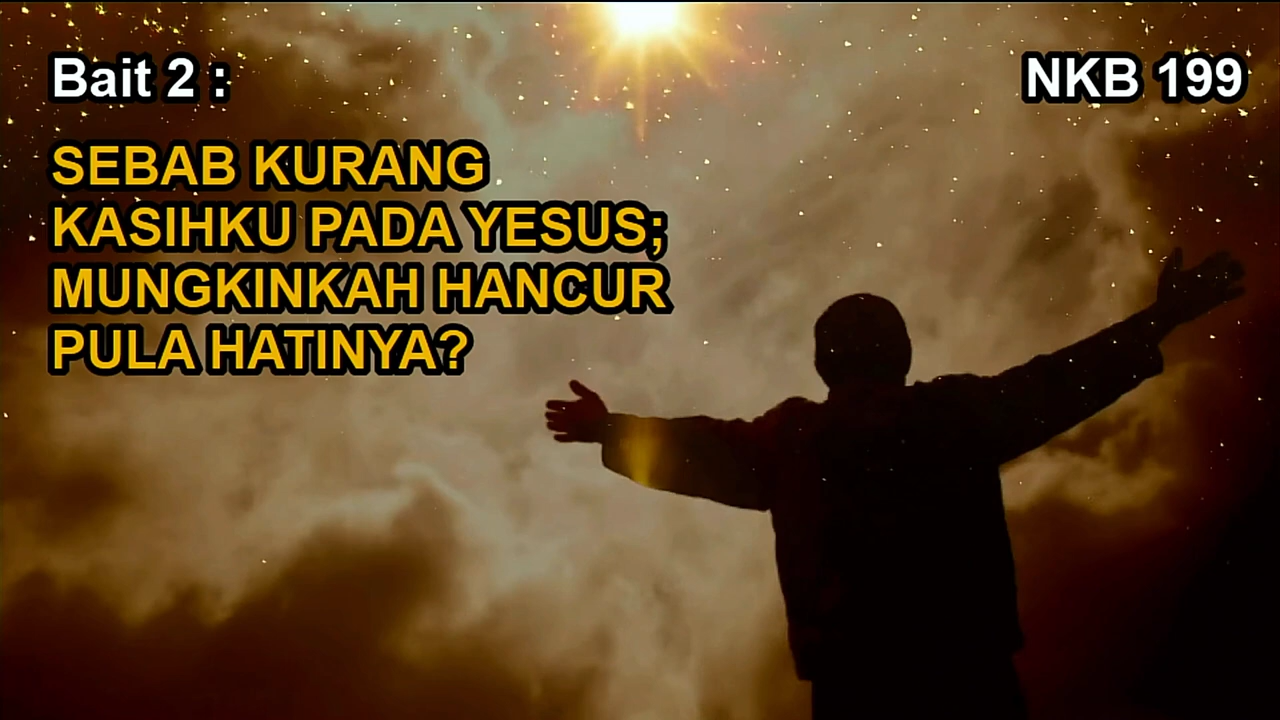 Bait 2 :
NKB 199
SEBAB KURANG
KASIHKU PADA YESUS;
MUNGKINKAH HANCUR
PULA HATINYA?